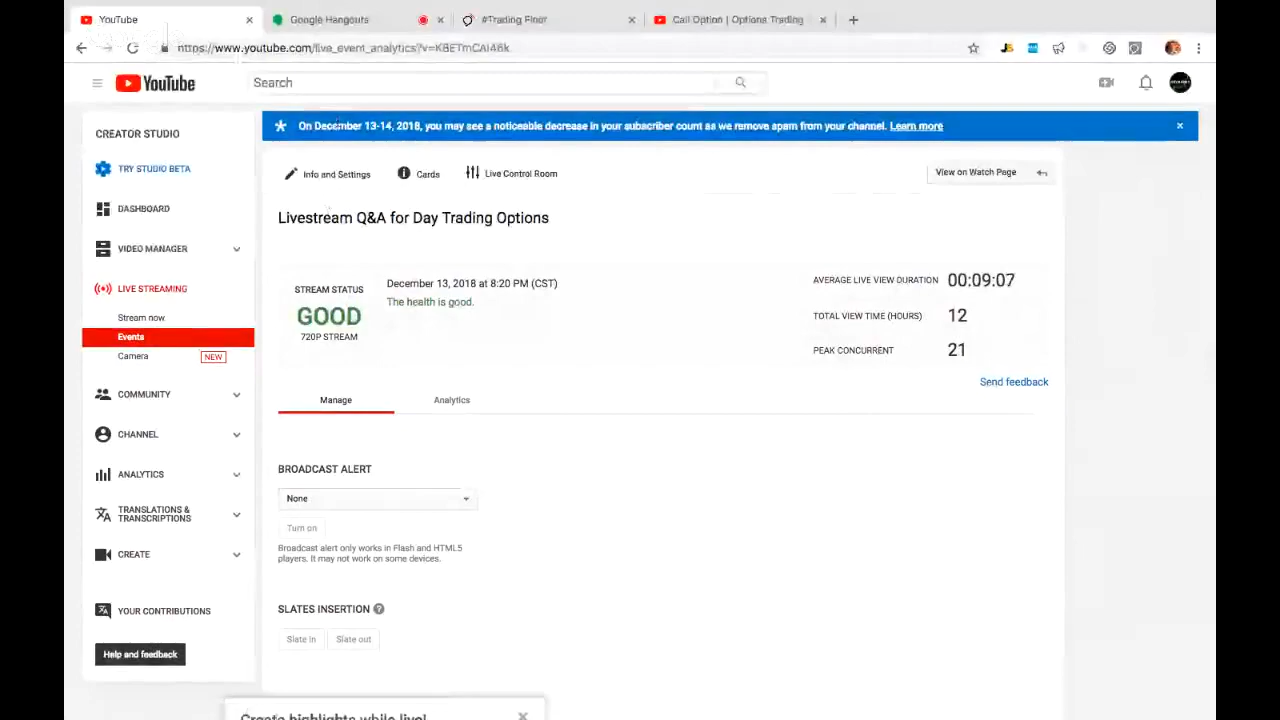 YouTube
Google Hangouts
#Trading Floor
Call Option | Options Trading
https://www.youtube.com/live_event_analytics?v=KBETmCAI46k
YouTube
Search
CREATOR STUDIO
On December 13-14, 2018, you may see a noticeable decrease in your subscriber count as we remove spam from your channel. Learn more
TRY STUDIO BETA
Info and Settings
Cards
Live Control Room
View on Watch Page
DASHBOARD
Livestream Q&A for Day Trading Options
VIDEO MANAGER
LIVE STREAMING
Stream now
Events
Camera NEW
STREAM STATUS
GOOD
720P STREAM
December 13, 2018 at 8:20 PM (CST)
The health is good.
AVERAGE LIVE VIEW DURATION 00:09:07
TOTAL VIEW TIME (HOURS) 12
PEAK CONCURRENT 21
Send feedback
COMMUNITY
Manage
Analytics
CHANNEL
ANALYTICS
BROADCAST ALERT
None
TRANSLATIONS &
TRANSCRIPTIONS
Turn on
CREATE
Broadcast alert only works in Flash and HTML5
players. It may not work on some devices.
YOUR CONTRIBUTIONS
SLATES INSERTION ?
Slate in
Slate out
Help and feedback
Create highlights while live!